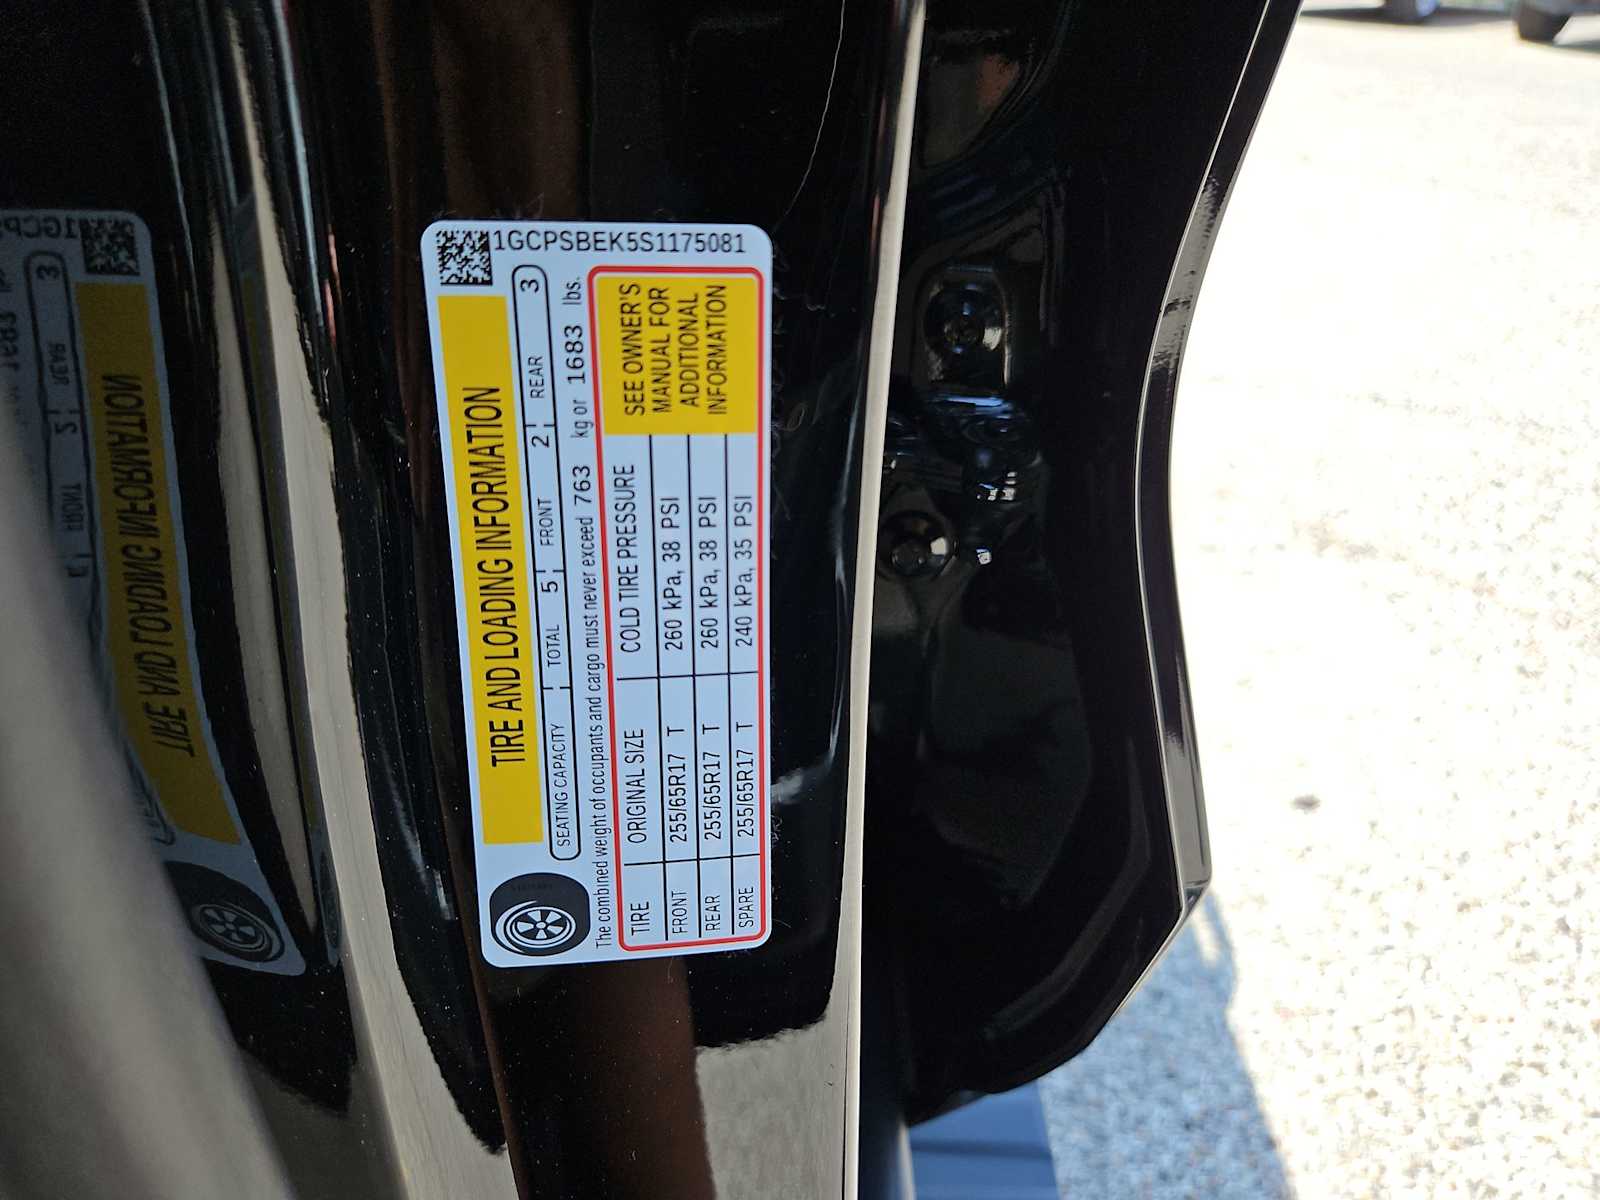 1GCPSBEK5S1175081
TIRE AND LOADING INFORMATION
SEATING CAPACITY TOTAL 5 FRONT 2 REAR 3
The combined weight of occupants and cargo must never exceed 763 kg or 1683 lbs.
TIRE ORIGINAL SIZE COLD TIRE PRESSURE
FRONT 255/65R17 T 260 kPa, 38 PSI
REAR 255/65R17 T 260 kPa, 38 PSI
SPARE 255/65R17 T 240 kPa, 35 PSI
SEE OWNER'S
MANUAL FOR
ADDITIONAL
INFORMATION